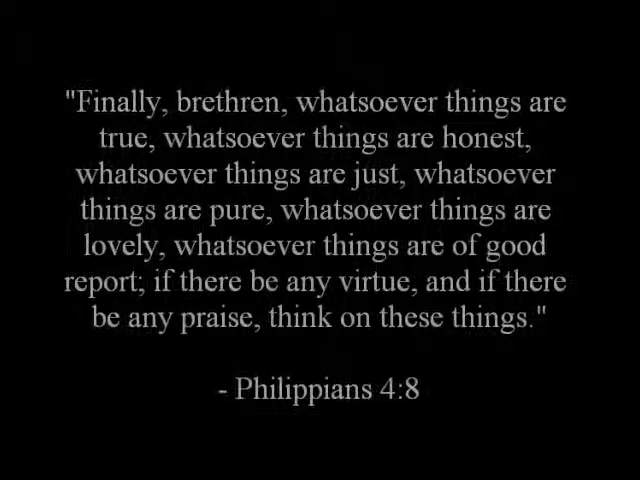 "Finally, brethren, whatsoever things are
true, whatsoever things are honest,
whatsoever things are just, whatsoever
things are pure, whatsoever things are
lovely, whatsoever things are of good
report; if there be any virtue, and if there
be any praise, think on these things."
- Philippians 4:8